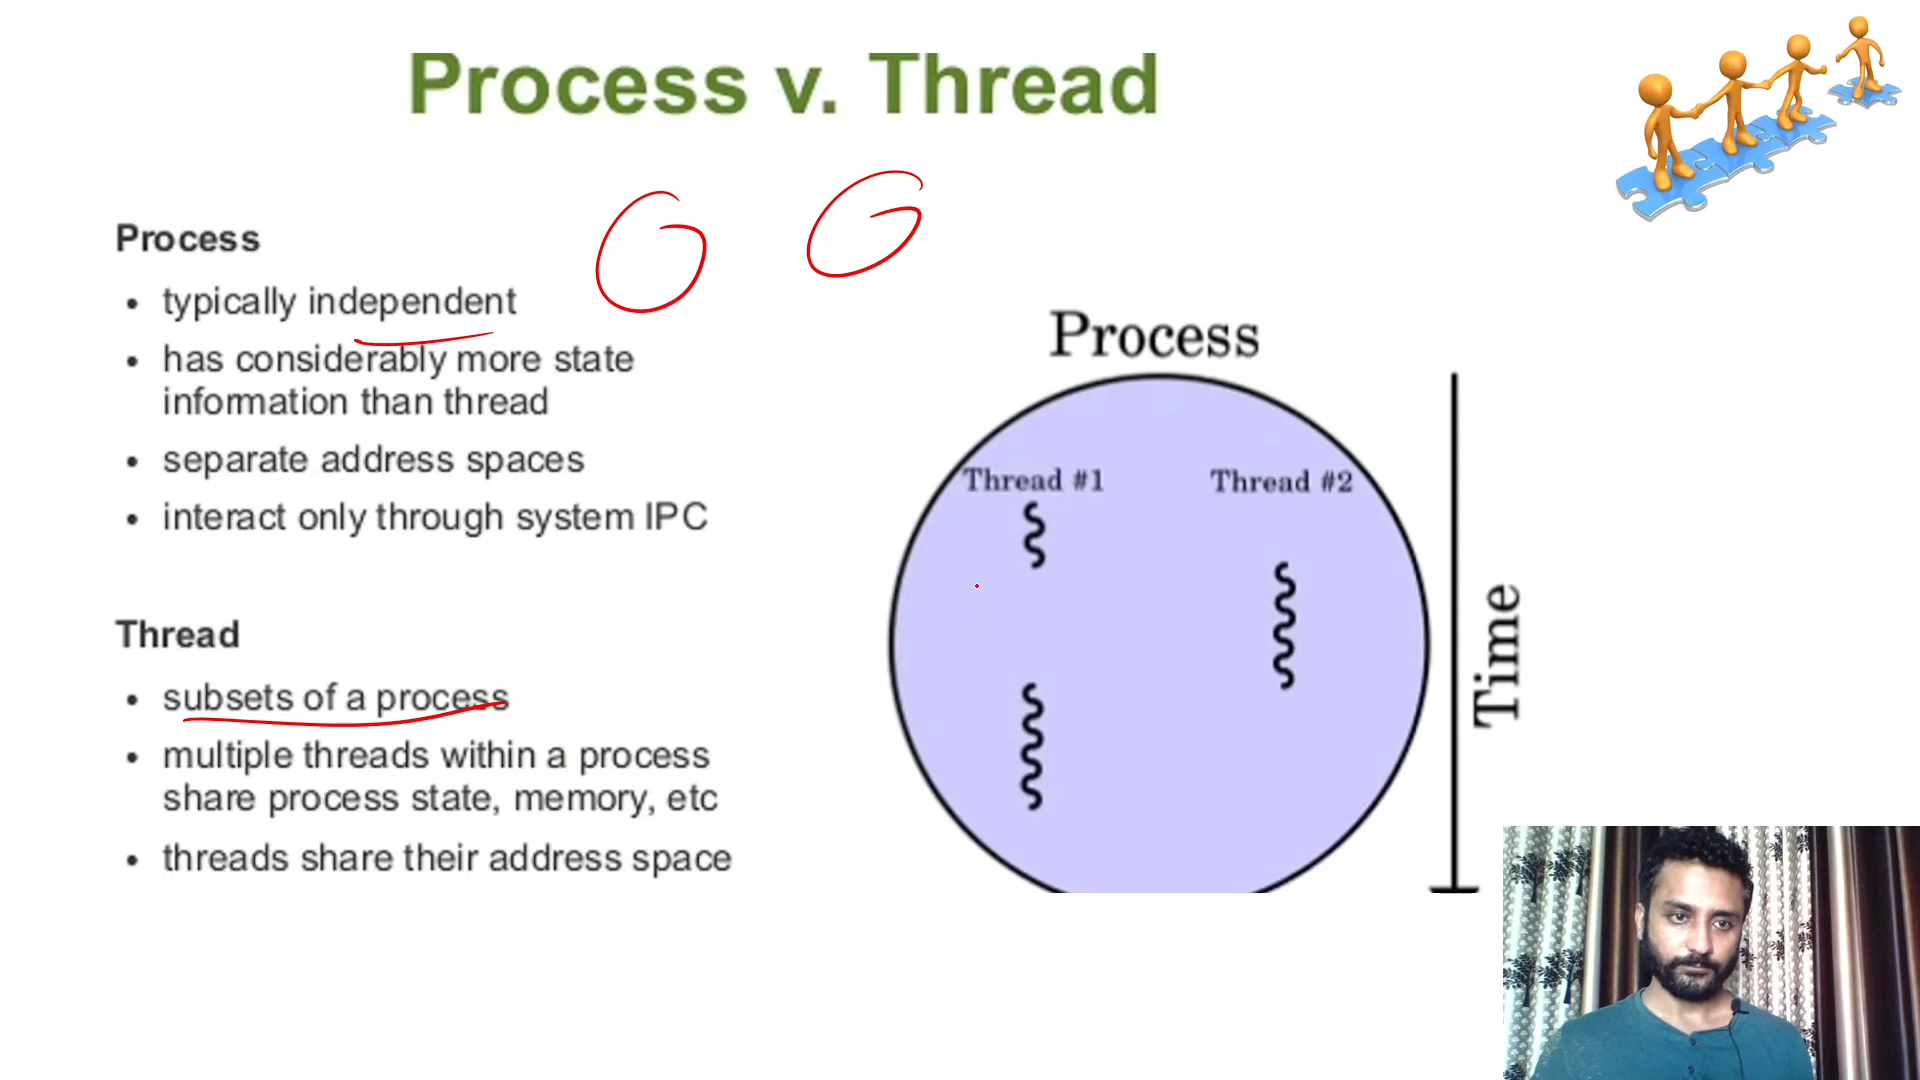 Process v. Thread
Process
• typically independent
• has considerably more state
information than thread
• separate address spaces
• interact only through system IPC
Thread
• subsets of a process
• multiple threads within a process
share process state, memory, etc
• threads share their address space
Process
Thread #1
Thread #2
Time